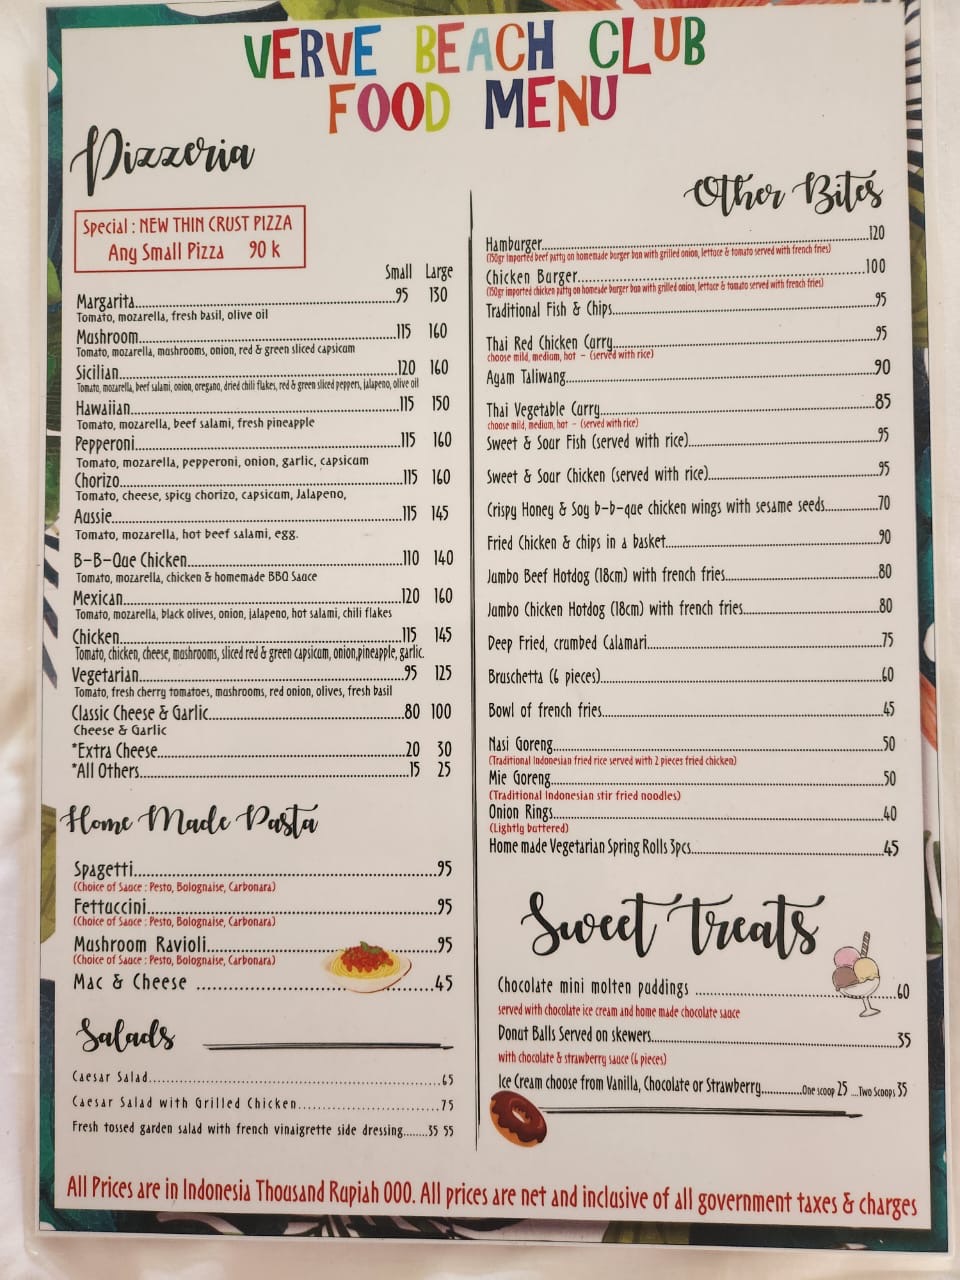 VERVE BEACH CLUB
FOOD MENU
Pizzeria
Special : NEW THIN CRUST PIZZA
Any Small Pizza 90 k
Small Large
Margarita.....95 130
Tomato, mozarella, fresh basil, olive oil
Mushroom.....115 160
Tomato, mozarella, mushrooms, onion, red & green sliced capsicum
Sicilian.....120 160
Tomato, mozarella, beef salami, onion, oregano, dried chili flakes, red & green sliced peppers, jalapeno, olive oil
Hawaiian.....115 150
Tomato, mozarella, beef salami, fresh pineapple
Pepperoni.....115 160
Tomato, mozarella, pepperoni, onion, garlic, capsicum
Chorizo.....115 160
Tomato, cheese, spicy chorizo, capsicum, Jalapeno,
Aussie.....115 145
Tomato, mozarella, hot beef salami, egg.
B-B-Que Chicken.....110 140
Tomato, mozarella, chicken & homemade BBQ Sauce
Mexican.....120 160
Tomato, mozarella, black olives, onion, jalapeno, hot salami, chili flakes
Chicken.....115 145
Tomato, chicken, cheese, mushrooms, sliced red & green capsicum, onion,pineapple, garlic.
Vegetarian.....95 125
Tomato, fresh cherry tomatoes, mushrooms, red onion, olives, fresh basil
Classic Cheese & Garlic.....80 100
Cheese & Garlic
*Extra Cheese.....20 30
*All Others.....15 25
Home Made Pasta
Spagetti.....95
(Choice of Sauce : Pesto, Bolognaise, Carbonara)
Fettuccini.....95
(Choice of Sauce : Pesto, Bolognaise, Carbonara)
Mushroom Ravioli.....95
(Choice of Sauce : Pesto, Bolognaise, Carbonara)
Mac & Cheese .....45
Salads
Caesar Salad.....65
Caesar Salad with Grilled Chicken.....75
Fresh tossed garden salad with french vinaigrette side dressing.....35 55
Other Bites
Hamburger.....120
(150gr Imported beef patty on homemade burger bun with grilled onion, lettuce & tomato served with french fries)
Chicken Burger.....100
(150gr imported chicken patty on homeade burger bun with grilled onion, lettuce & tomato served with french fries)
Traditional Fish & Chips.....95
Thai Red Chicken Curry.....95
choose mild, medium, hot - (served with rice)
Ayam Taliwang.....90
Thai Vegetable Curry.....85
choose mild, medium, hot - (served with rice)
Sweet & Sour Fish (served with rice).....95
Sweet & Sour Chicken (served with rice).....95
Crispy Honey & Soy b-b-que chicken wings with sesame seeds.....70
Fried Chicken & chips in a basket.....90
Jumbo Beef Hotdog (18cm) with french fries.....80
Jumbo Chicken Hotdog (18cm) with french fries.....80
Deep Fried, crumbed Calamari.....75
Bruschetta (6 pieces).....60
Bowl of french fries.....45
Nasi Goreng.....50
(Traditional Indonesian fried rice served with 2 pieces fried chicken)
Mie Goreng.....50
(Traditional Indonesian stir fried noodles)
Onion Rings.....40
(Lightly buttered)
Home made Vegetarian Spring Rolls 3pcs.....45
Sweet Treats
Chocolate mini molten puddings .....60
served with chocolate ice cream and home made chocolate sauce
Donut Balls Served on skewers.....35
with chocolate & strawberry sauce (6 pieces)
Ice Cream choose from Vanilla, Chocolate or Strawberry.....One scoop 25 ...Two Scoops 35
All Prices are in Indonesia Thousand Rupiah 000. All prices are net and inclusive of all government taxes & charges